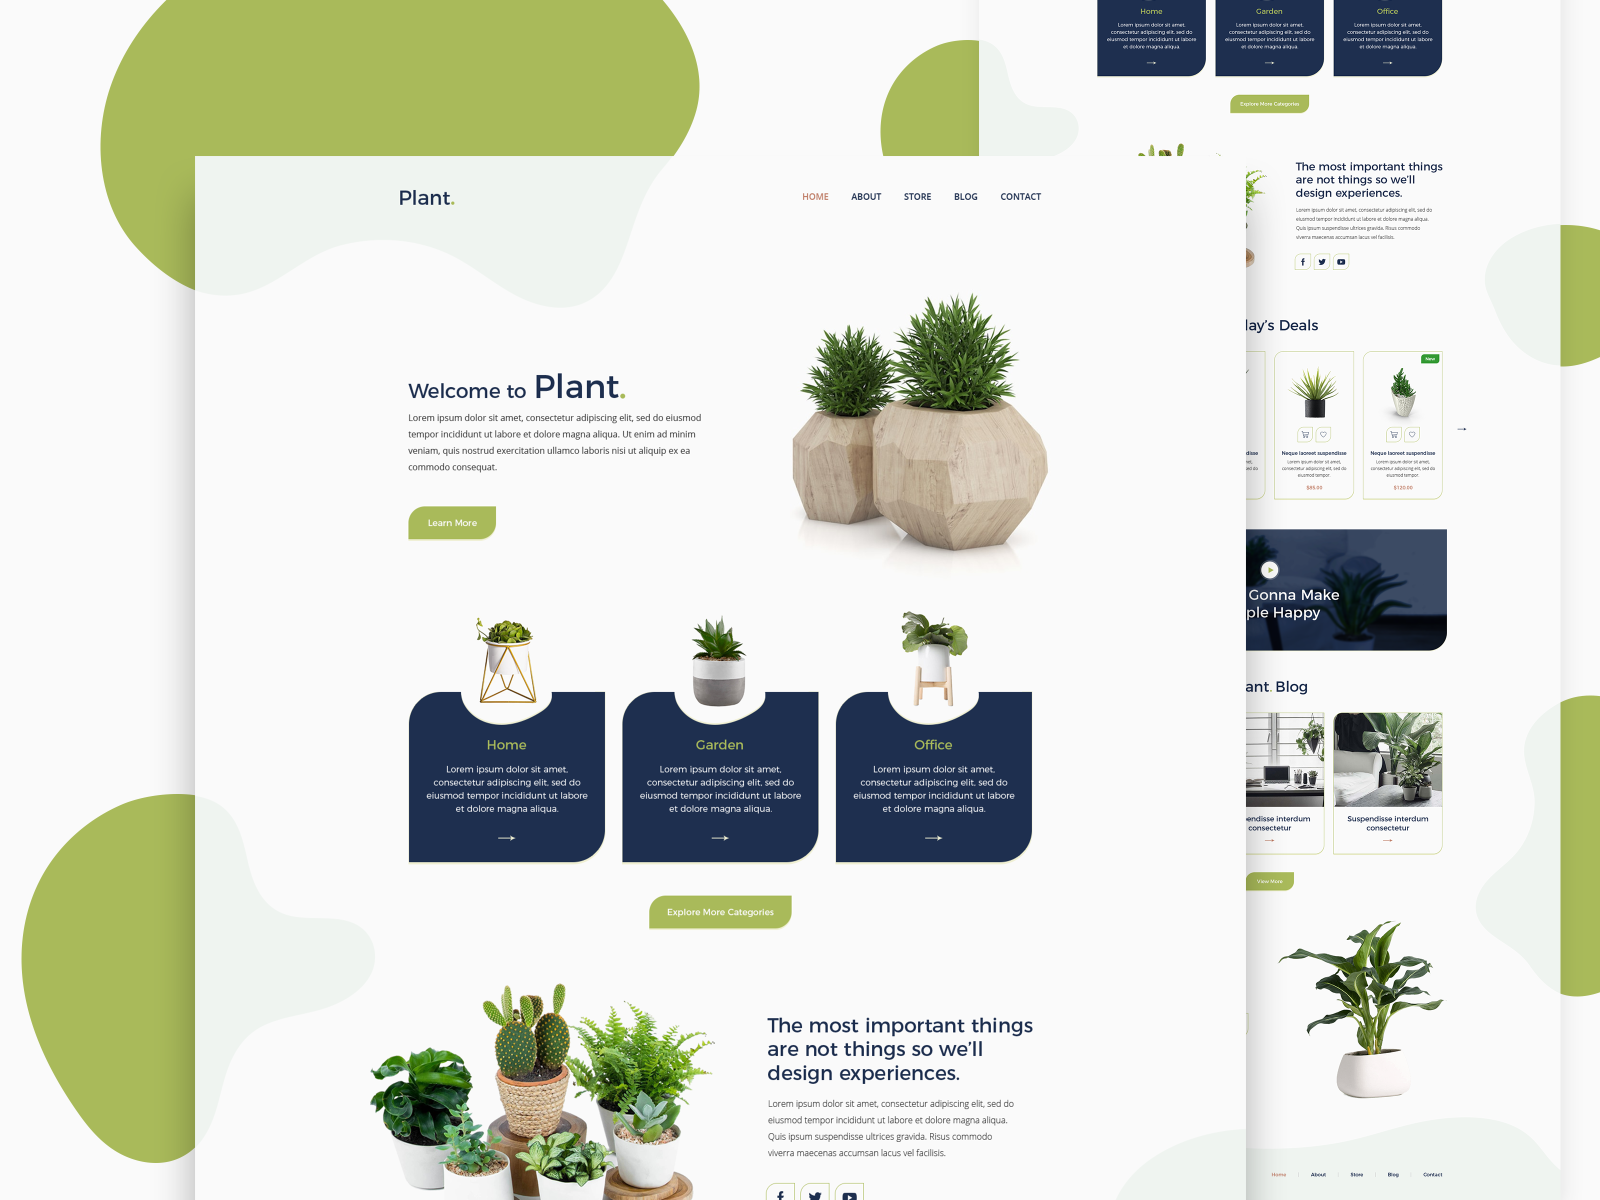 Plant.
HOME ABOUT STORE BLOG CONTACT
Welcome to Plant.
Lorem ipsum dolor sit amet, consectetur adipiscing elit, sed do eiusmod
tempor incididunt ut labore et dolore magna aliqua. Ut enim ad minim
veniam, quis nostrud exercitation ullamco laboris nisi ut aliquip ex ea
commodo consequat.
Learn More
Home
Lorem ipsum dolor sit amet,
consectetur adipiscing elit, sed do
eiusmod tempor incididunt ut labore
et dolore magna aliqua.
Garden
Lorem ipsum dolor sit amet,
consectetur adipiscing elit, sed do
eiusmod tempor incididunt ut labore
et dolore magna aliqua.
Office
Lorem ipsum dolor sit amet,
consectetur adipiscing elit, sed do
eiusmod tempor incididunt ut labore
et dolore magna aliqua.
Explore More Categories
The most important things
are not things so we'll
design experiences.
Lorem ipsum dolor sit amet, consectetur adipiscing elit, sed do
eiusmod tempor incididunt ut labore et dolore magna aliqua.
Quis ipsum suspendisse ultrices gravida. Risus commodo
viverra maecenas accumsan lacus vel facilisis.
Home
Lorem ipsum dolor sit amet,
consectetur adipiscing elit, sed do
eiusmod tempor incididunt ut labore
et dolore magna aliqua.
Garden
Lorem ipsum dolor sit amet,
consectetur adipiscing elit, sed do
eiusmod tempor incididunt ut labore
et dolore magna aliqua.
Office
Lorem ipsum dolor sit amet,
consectetur adipiscing elit, sed do
eiusmod tempor incididunt ut labore
et dolore magna aliqua.
Explore More Categories
The most important things
are not things so we'll
design experiences.
Lorem ipsum dolor sit amet, consectetur adipiscing elit, sed do
eiusmod tempor incididunt ut labore et dolore magna aliqua.
Quis ipsum suspendisse ultrices gravida. Risus commodo
viverra maecenas accumsan lacus vel facilisis.
lay's Deals
Neque laoreet suspendisse
Lorem ipsum dolor sit amet,
consectetur adipiscing elit, sed do
eiusmod tempor.
$85.00
New
Neque laoreet suspendisse
Lorem ipsum dolor sit amet,
consectetur adipiscing elit, sed do
eiusmod tempor.
$120.00
Gonna Make
ple Happy
ant. Blog
endisse interdum
consectetur
Suspendisse interdum
consectetur
View More
Home About Store Blog Contact